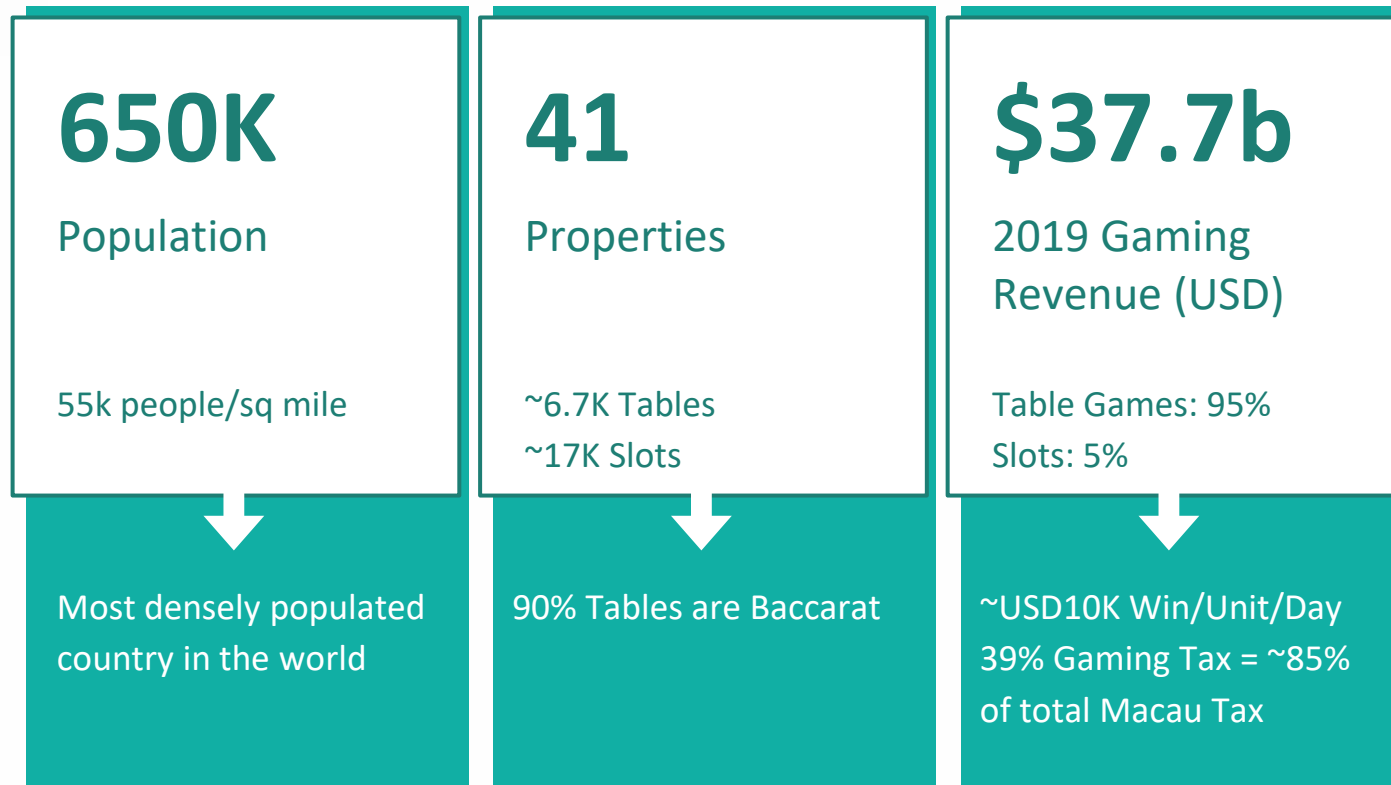 650K
Population
55k people/sq mile
Most densely populated
country in the world
41
Properties
~6.7K Tables
~17K Slots
90% Tables are Baccarat
$37.7b
2019 Gaming
Revenue (USD)
Table Games: 95%
Slots: 5%
~USD10K Win/Unit/Day
39% Gaming Tax = ~85%
of total Macau Tax